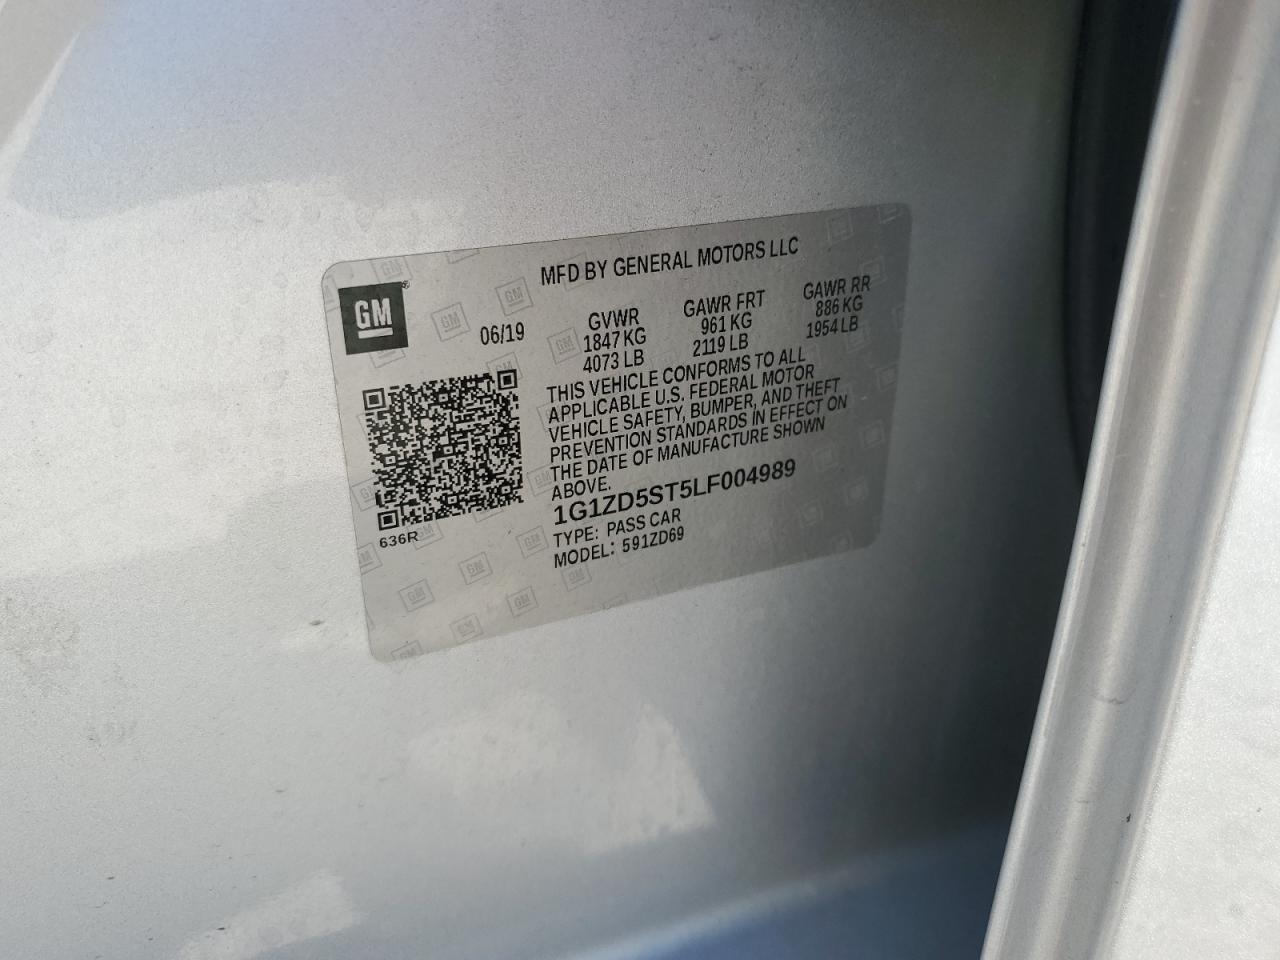 MFD BY GENERAL MOTORS LLC
GM
06/19
GVWR GAWR FRT GAWR RR
1847 KG 961 KG 886 KG
4073 LB 2119 LB 1954 LB
THIS VEHICLE CONFORMS TO ALL
APPLICABLE U.S. FEDERAL MOTOR
VEHICLE SAFETY, BUMPER, AND THEFT
PREVENTION STANDARDS IN EFFECT ON
THE DATE OF MANUFACTURE SHOWN
ABOVE.
1G1ZD5ST5LF004989
TYPE: PASS CAR
MODEL: 591ZD69
636R